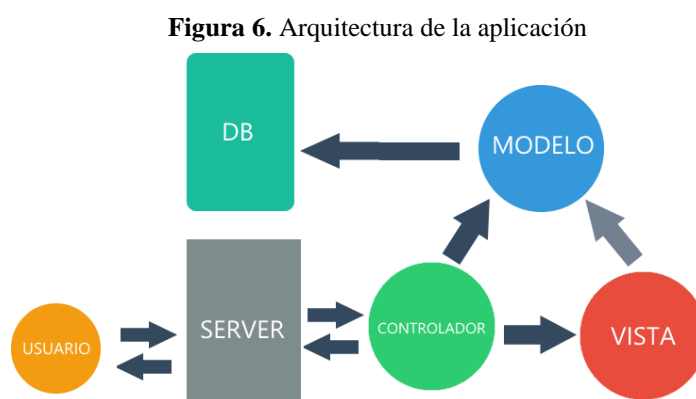 Figura 6. Arquitectura de la aplicación
DB
MODELO
USUARIO
SERVER
CONTROLADOR
VISTA